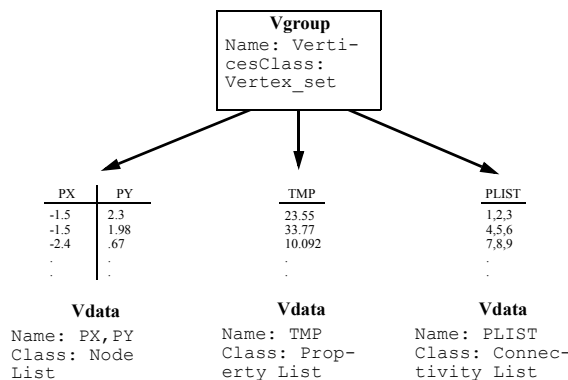 Vgroup
Name: Verti-
cesClass:
Vertex_set
PX PY
-1.5 2.3
-1.5 1.98
-2.4 .67
. .
. .
TMP
23.55
33.77
10.092
.
.
PLIST
1,2,3
4,5,6
7,8,9
.
.
Vdata
Name: PX,PY
Class: Node
List
Vdata
Name: TMP
Class: Prop-
erty List
Vdata
Name: PLIST
Class: Connec-
tivity List